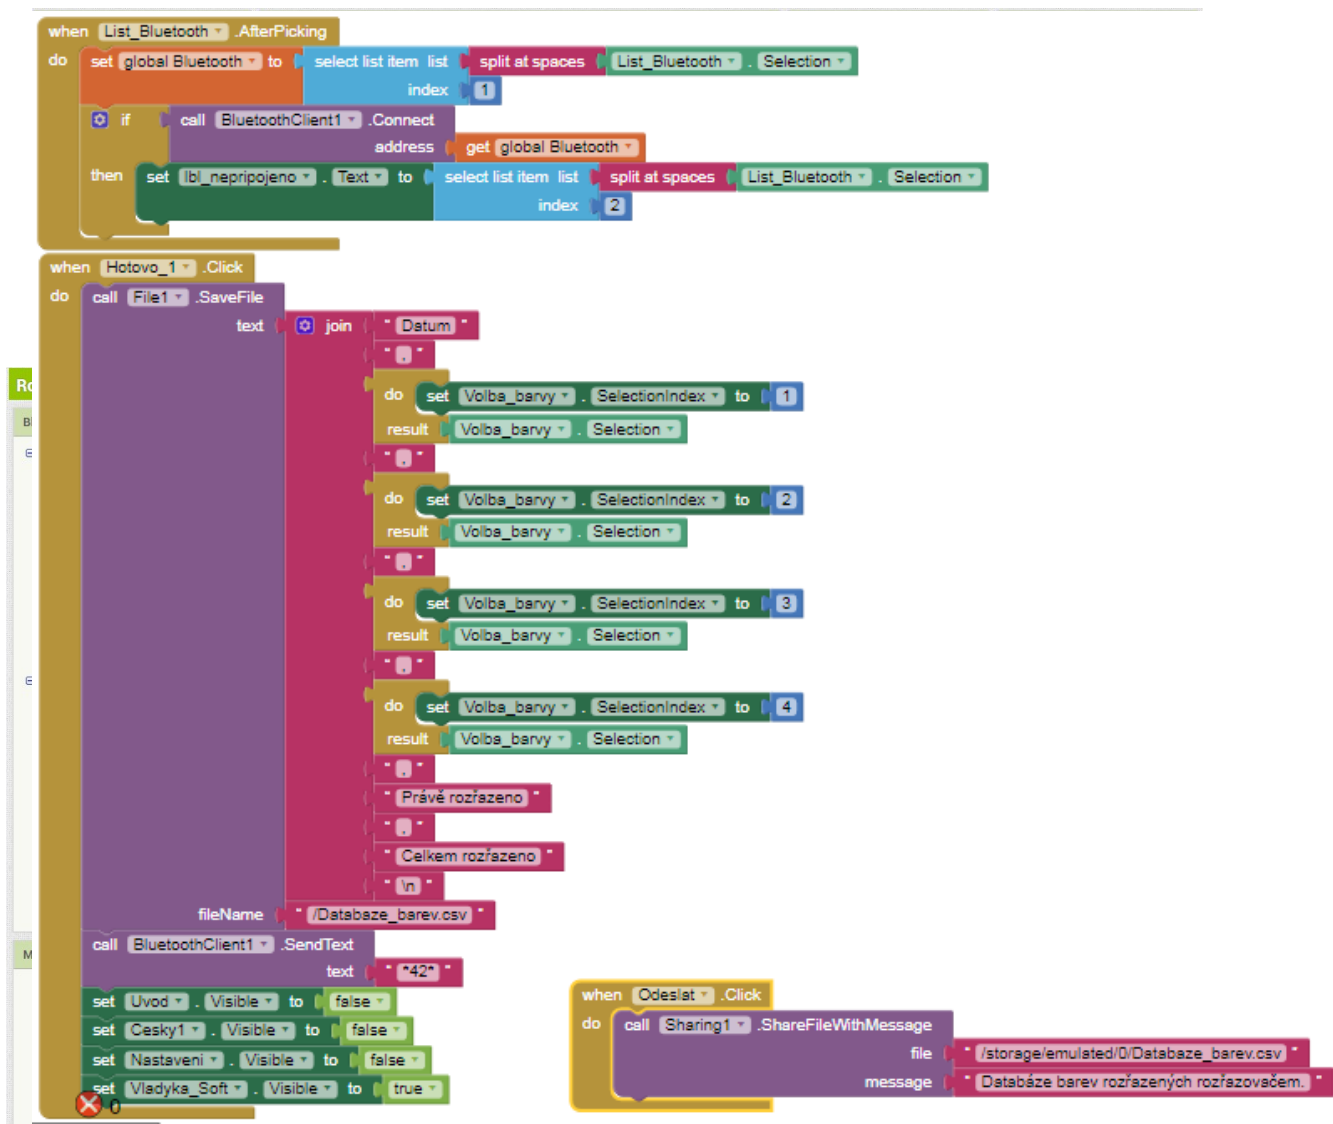 when List_Bluetooth .AfterPicking
do set global Bluetooth to select list item list split at spaces List_Bluetooth . Selection
index 1
if call BluetoothClient1 .Connect
address get global Bluetooth
then set lbl_nepripojeno . Text to select list item list split at spaces List_Bluetooth . Selection
index 2
when Hotovo_1 .Click
do call File1 .SaveFile
text join " Datum "
" , "
do set Volba_barvy . SelectionIndex to 1
result Volba_barvy . Selection
" , "
do set Volba_barvy . SelectionIndex to 2
result Volba_barvy . Selection
" , "
do set Volba_barvy . SelectionIndex to 3
result Volba_barvy . Selection
" , "
do set Volba_barvy . SelectionIndex to 4
result Volba_barvy . Selection
" , "
" Právě rozřazeno "
" , "
" Celkem rozřazeno "
" \n "
fileName " /Databaze_barev.csv "
call BluetoothClient1 .SendText
text " *42* "
set Uvod . Visible to false
set Cesky1 . Visible to false
set Nastaveni . Visible to false
set Vladyka_Soft . Visible to true
0
when Odeslat .Click
do call Sharing1 .ShareFileWithMessage
file " /storage/emulated/0/Databaze_barev.csv "
message " Databáze barev rozřazených rozřazovačem. "